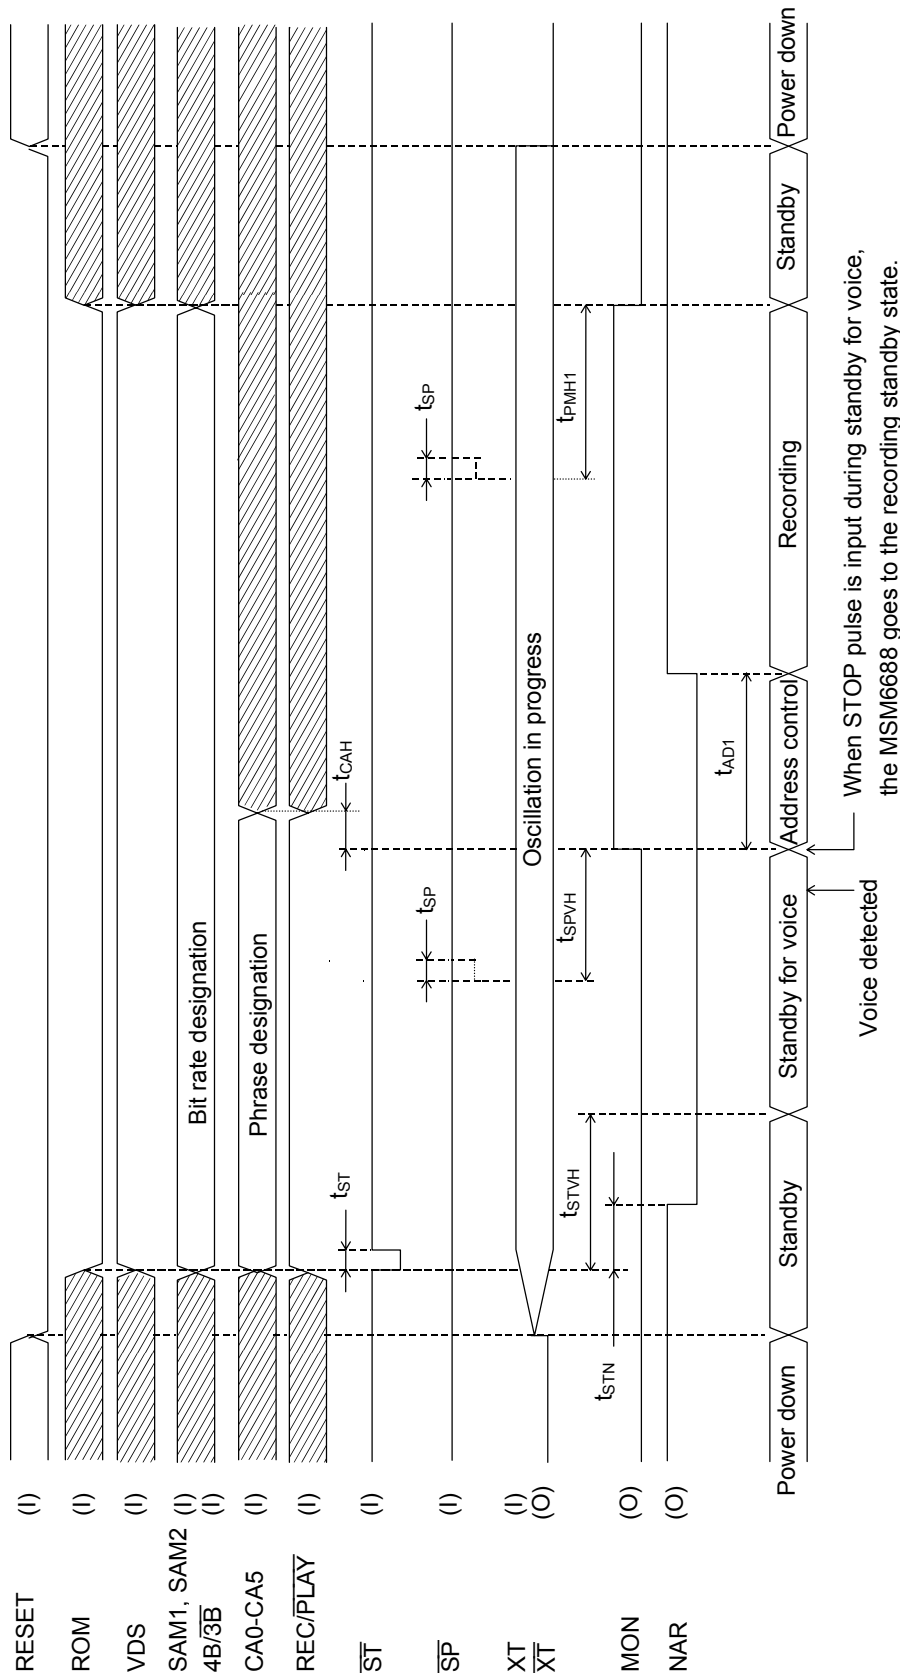 RESET (I)
ROM (I)
VDS (I)
SAM1, SAM2 (I)
4B/3B (I)
Bit rate designation
CA0-CA5 (I)
Phrase designation
REC/PLAY (I)
tST
tCAH
ST (I)
tSP
tSP
SP (I)
XT (I)
XT (O)
Oscillation in progress
tSTVH
tSPVH
tPMH1
tSTN
MON (O)
NAR (O)
tAD1
Power down
Standby
Standby for voice
Address control
Recording
Standby
Power down
Voice detected
When STOP pulse is input during standby for voice,
the MSM6688 goes to the recording standby state.